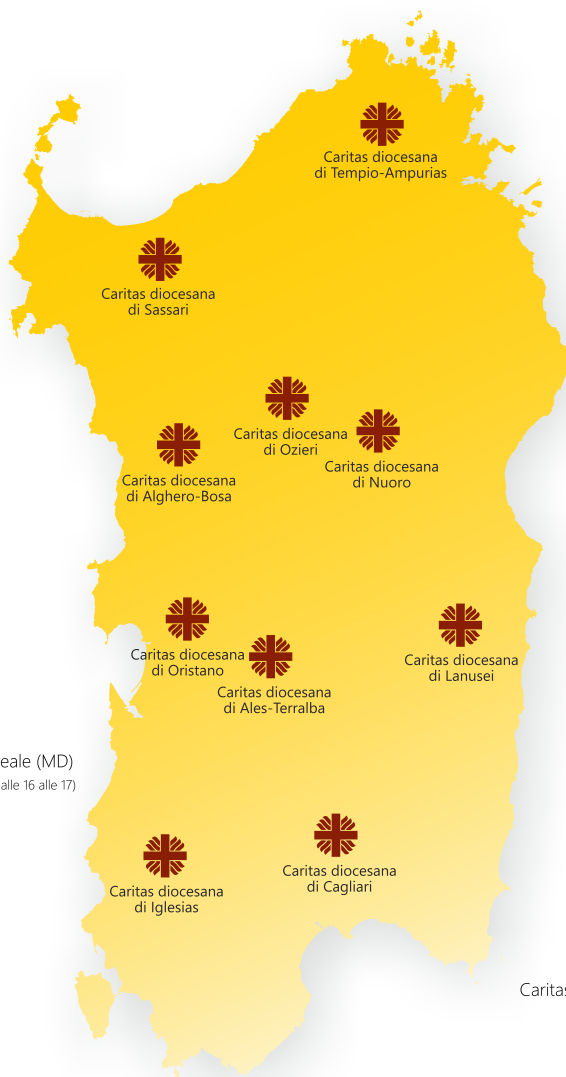 Caritas diocesana
di Tempio-Ampurias
Caritas diocesana
di Sassari
Caritas diocesana
di Ozieri
Caritas diocesana
di Nuoro
Caritas diocesana
di Alghero-Bosa
Caritas diocesana
di Oristano
Caritas diocesana
di Ales-Terralba
Caritas diocesana
di Lanusei
eale (MD)
alle 16 alle 17)
Caritas diocesana
di Cagliari
Caritas diocesana
di Iglesias
Caritas